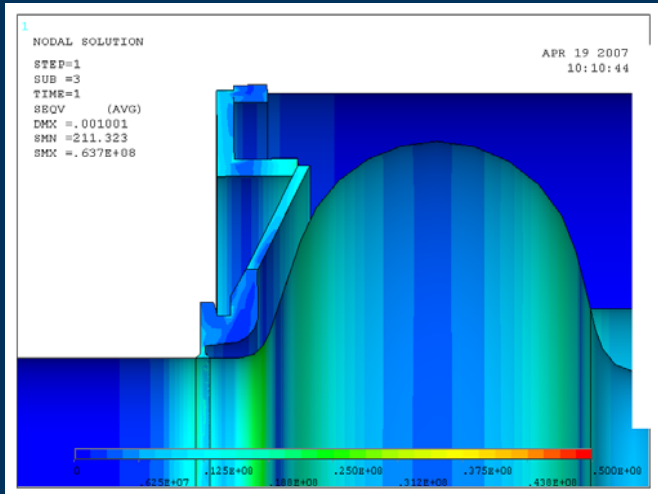 1
NODAL SOLUTION
STEP=1
SUB =3
TIME=1
SEQV (AVG)
DMX =.001001
SMN =211.323
SMX =.637E+08
APR 19 2007
10:10:44
0 .125E+08 .250E+08 .375E+08 .500E+08
.625E+07 .188E+08 .312E+08 .438E+08